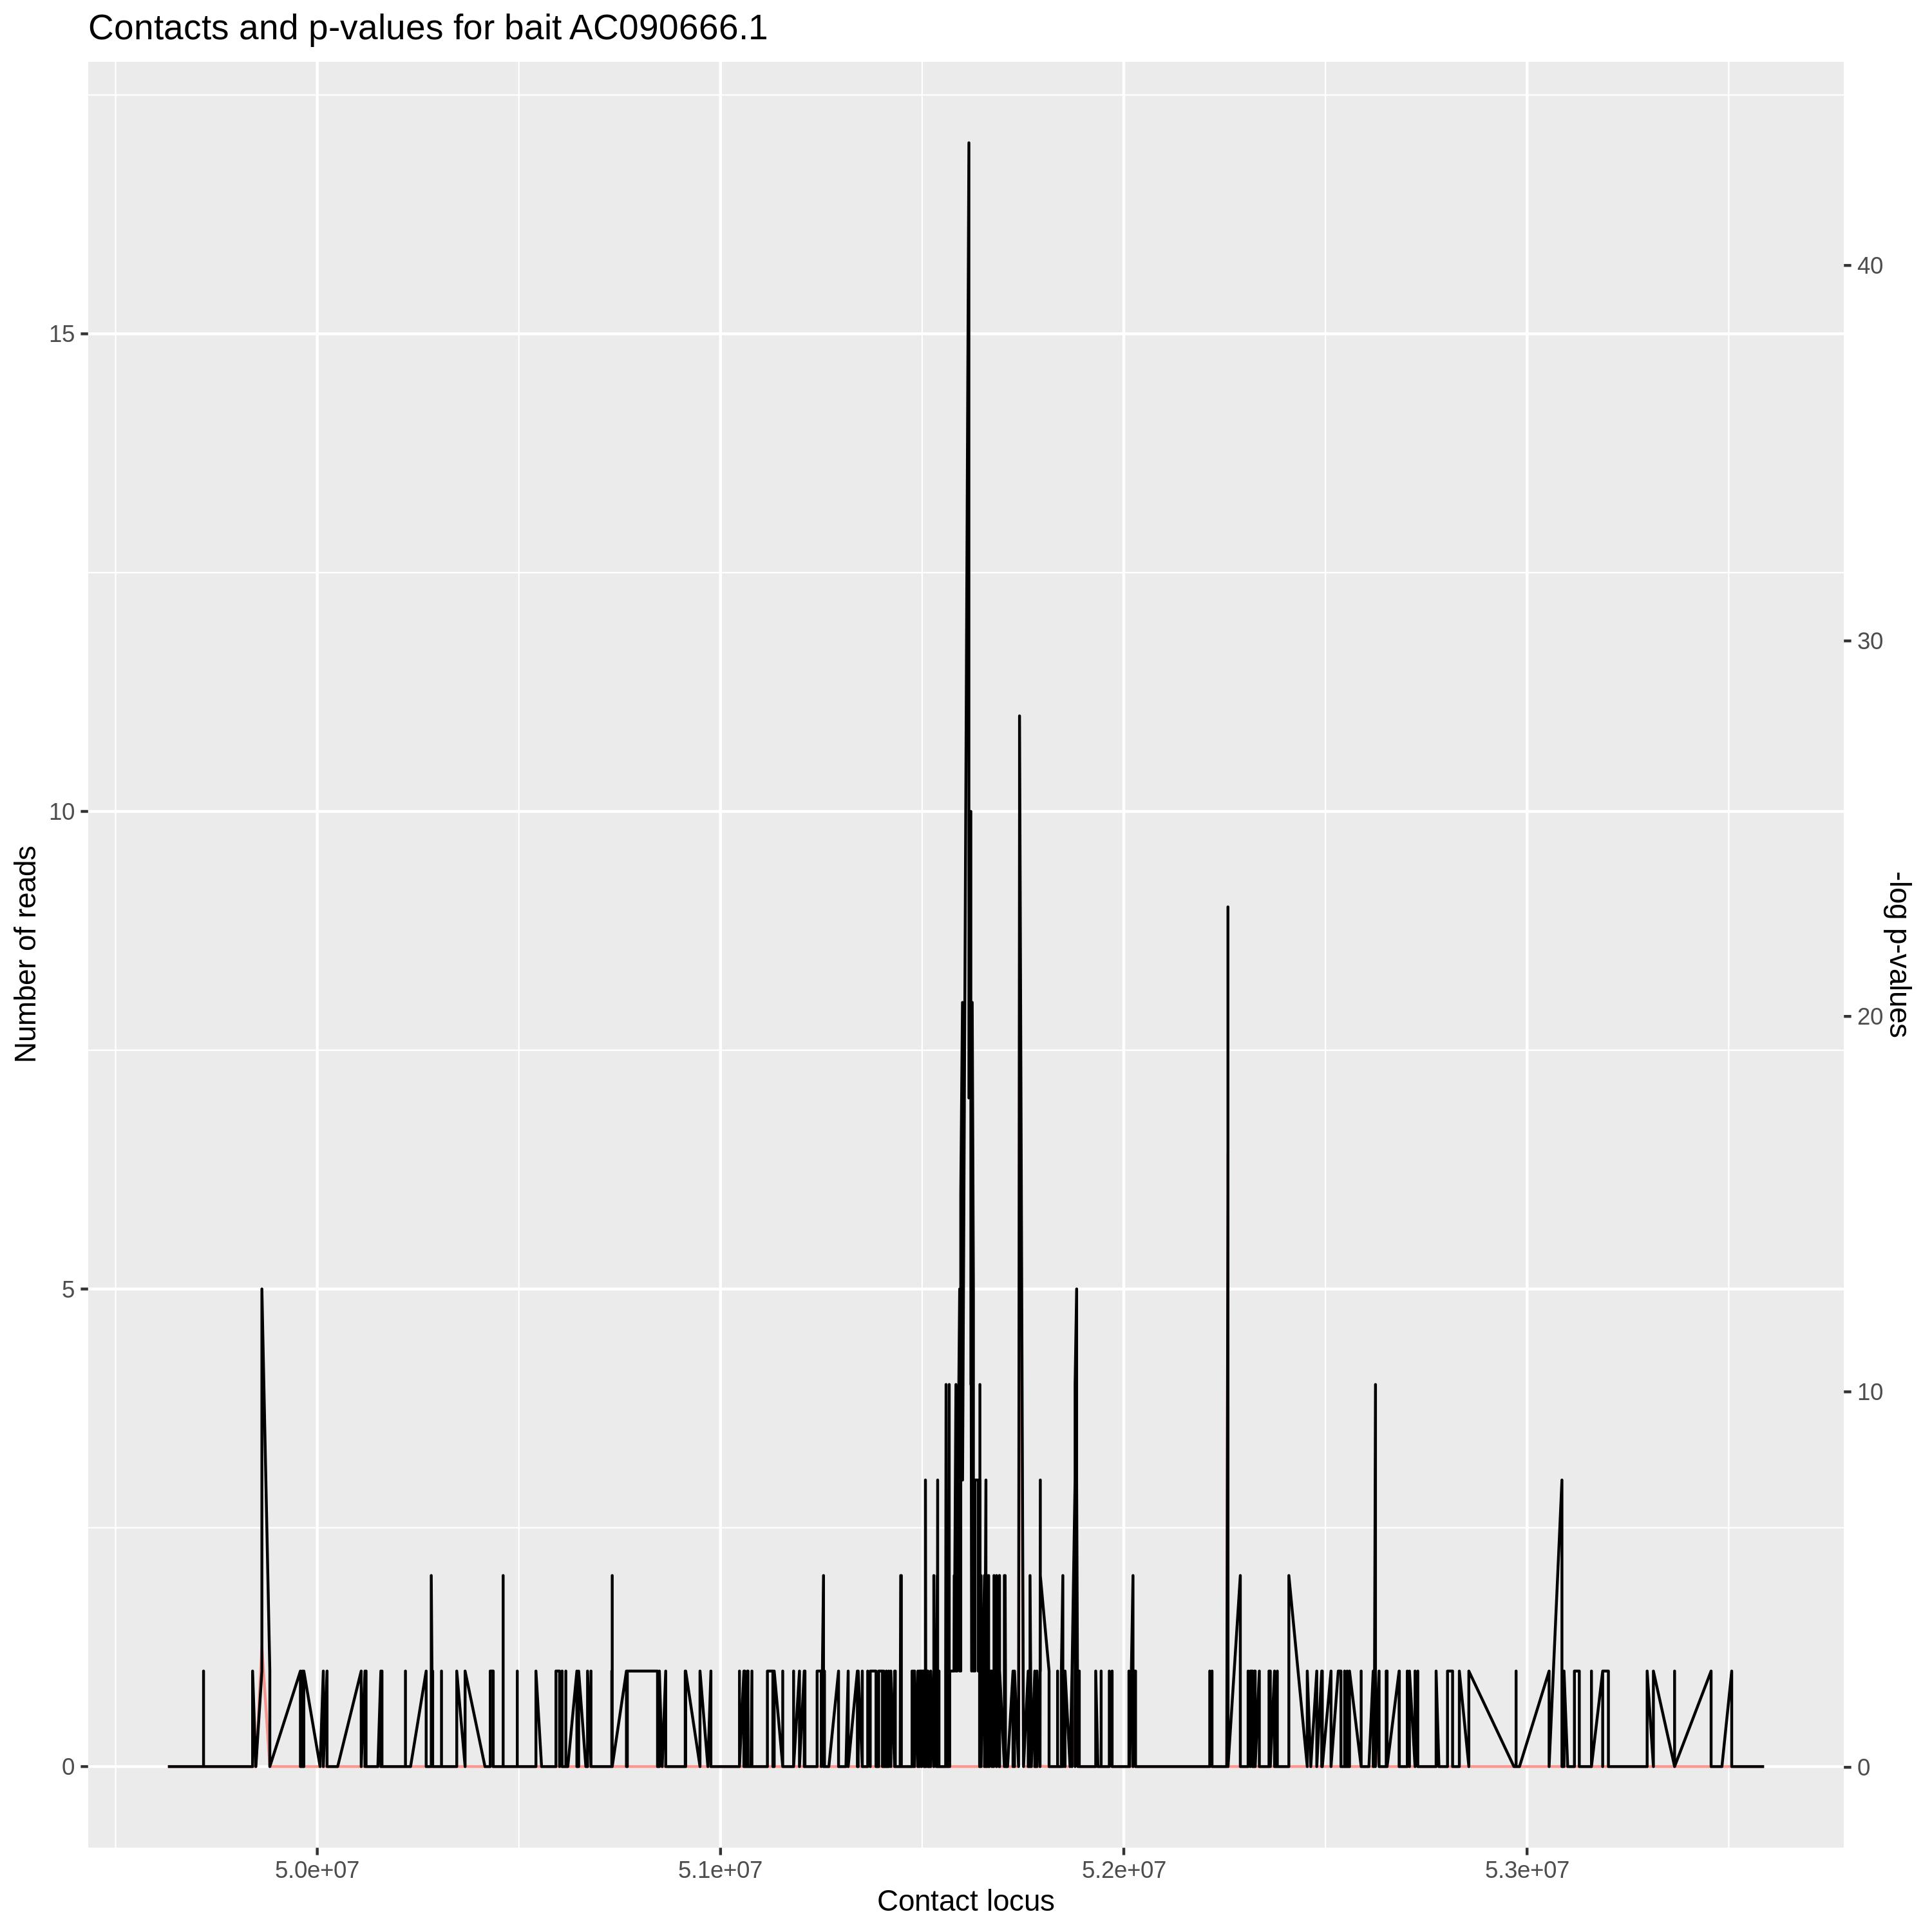 Contacts and p-values for bait AC090666.1
15
10
5
0
Number of reads
40
30
20
10
0
-log p-values
5.0e+07 5.1e+07 5.2e+07 5.3e+07
Contact locus